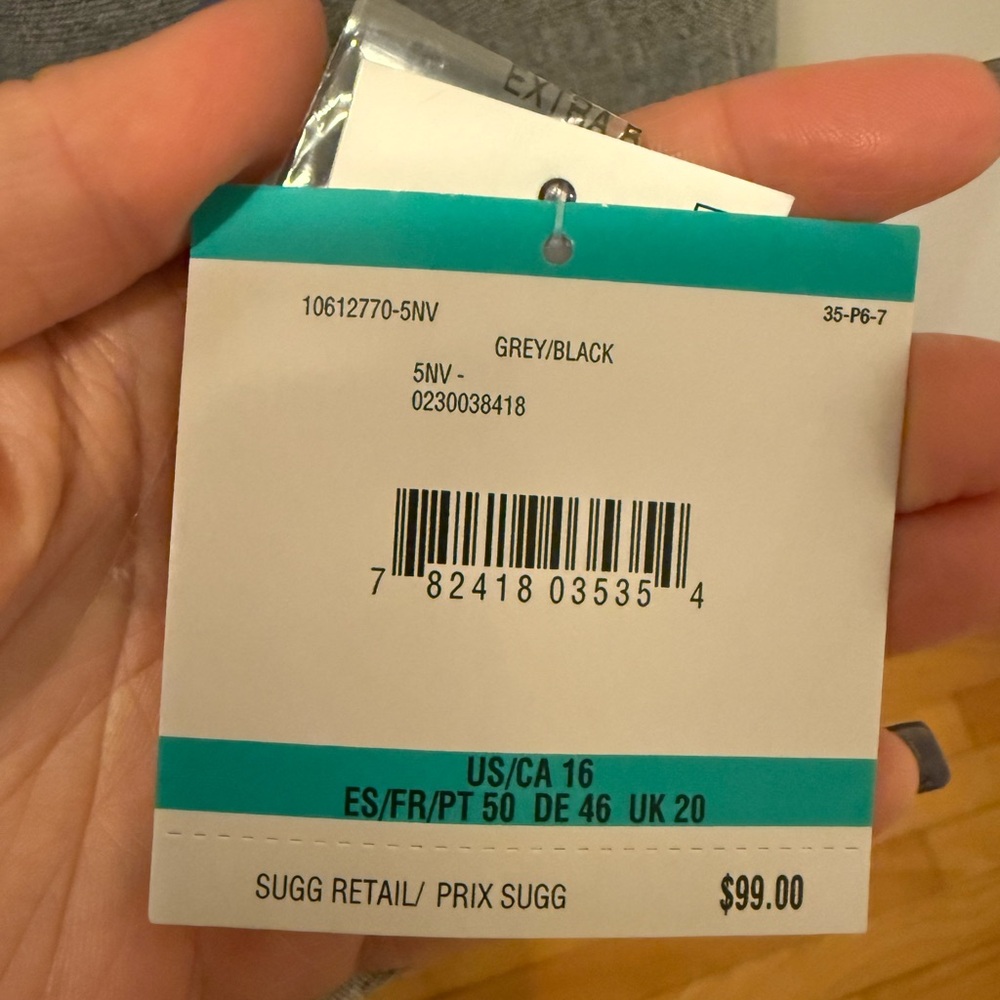 EXTRA B
10612770-5NV
35-P6-7
GREY/BLACK
5NV -
0230038418
7 82418 03535 4
US/CA 16
ES/FR/PT 50 DE 46 UK 20
SUGG RETAIL/ PRIX SUGG $99.00